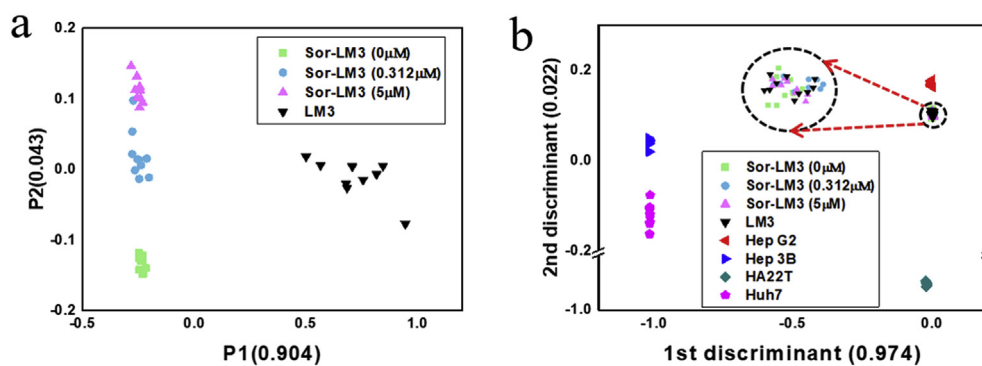 a
0.2
0.1
0.0
-0.1
0.2
P2(0.043)
-0.5
0.0
0.5
1.0
P1(0.904)
Sor-LM3 (0μM)
Sor-LM3 (0.312μM)
Sor-LM3 (5μM)
LM3
b
0.2
0.0
-0.2
-1.0
2nd discriminant (0.022)
-1.0
-0.5
0.0
1st discriminant (0.974)
Sor-LM3 (0μM)
Sor-LM3 (0.312μM)
Sor-LM3 (5μM)
LM3
Hep G2
Hep 3B
HA22T
Huh7